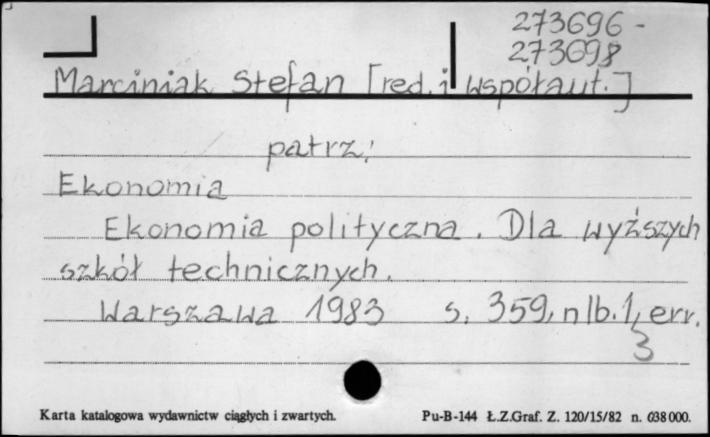 273696-
273698
Marciniak Stefan [red. i współaut.]
patrz:
Ekonomia
Ekonomia polityczna. Dla wyższych
szkół technicznych.
Warszawa 1983 s. 359, nlb. 1, err.
3
Karta katalogowa wydawnictw ciągłych i zwartych.
Pu-B-144 Ł.Z.Graf. Z. 120/15/82 n. 038000.